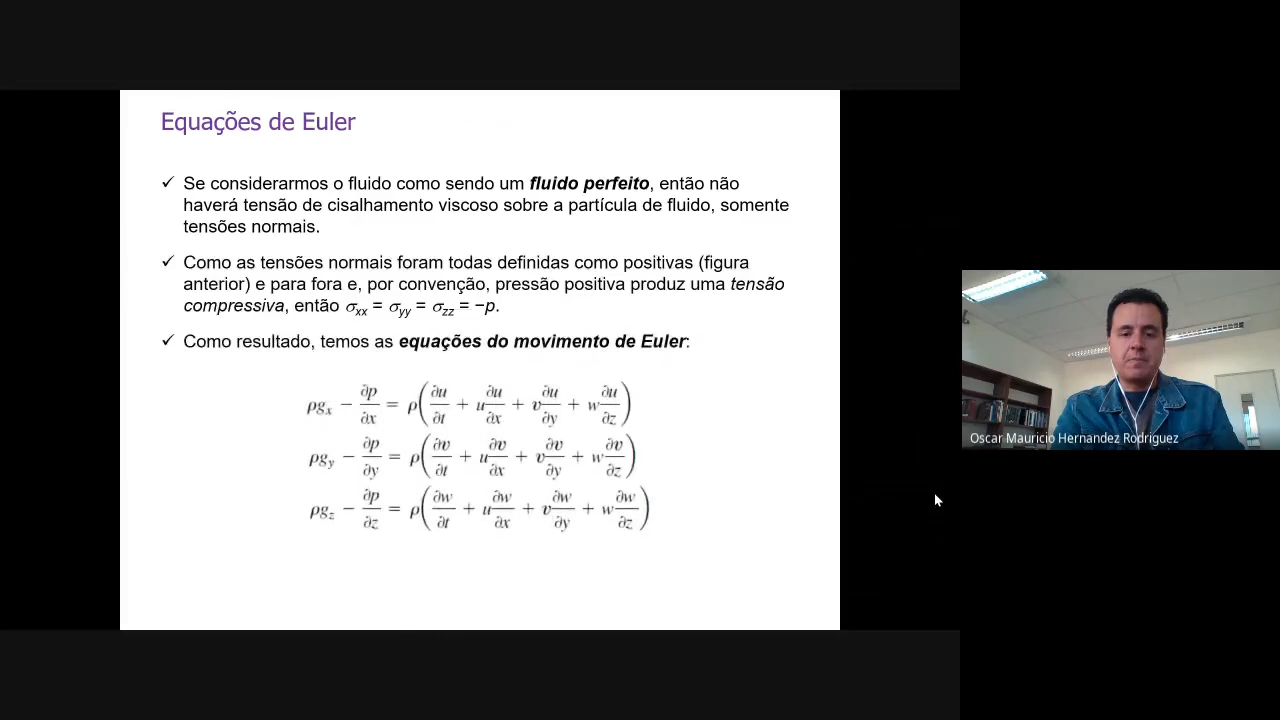 Equações de Euler
✓ Se considerarmos o fluido como sendo um fluido perfeito, então não
haverá tensão de cisalhamento viscoso sobre a partícula de fluido, somente
tensões normais.
✓ Como as tensões normais foram todas definidas como positivas (figura
anterior) e para fora e, por convenção, pressão positiva produz uma tensão
compressiva, então σxx = σyy = σzz = −p.
✓ Como resultado, temos as equações do movimento de Euler:
ρgx − ∂p/∂x = ρ(∂u/∂t + u ∂u/∂x + v ∂u/∂y + w ∂u/∂z)
ρgy − ∂p/∂y = ρ(∂v/∂t + u ∂v/∂x + v ∂v/∂y + w ∂v/∂z)
ρgz − ∂p/∂z = ρ(∂w/∂t + u ∂w/∂x + v ∂w/∂y + w ∂w/∂z)
Oscar Mauricio Hernandez Rodriguez